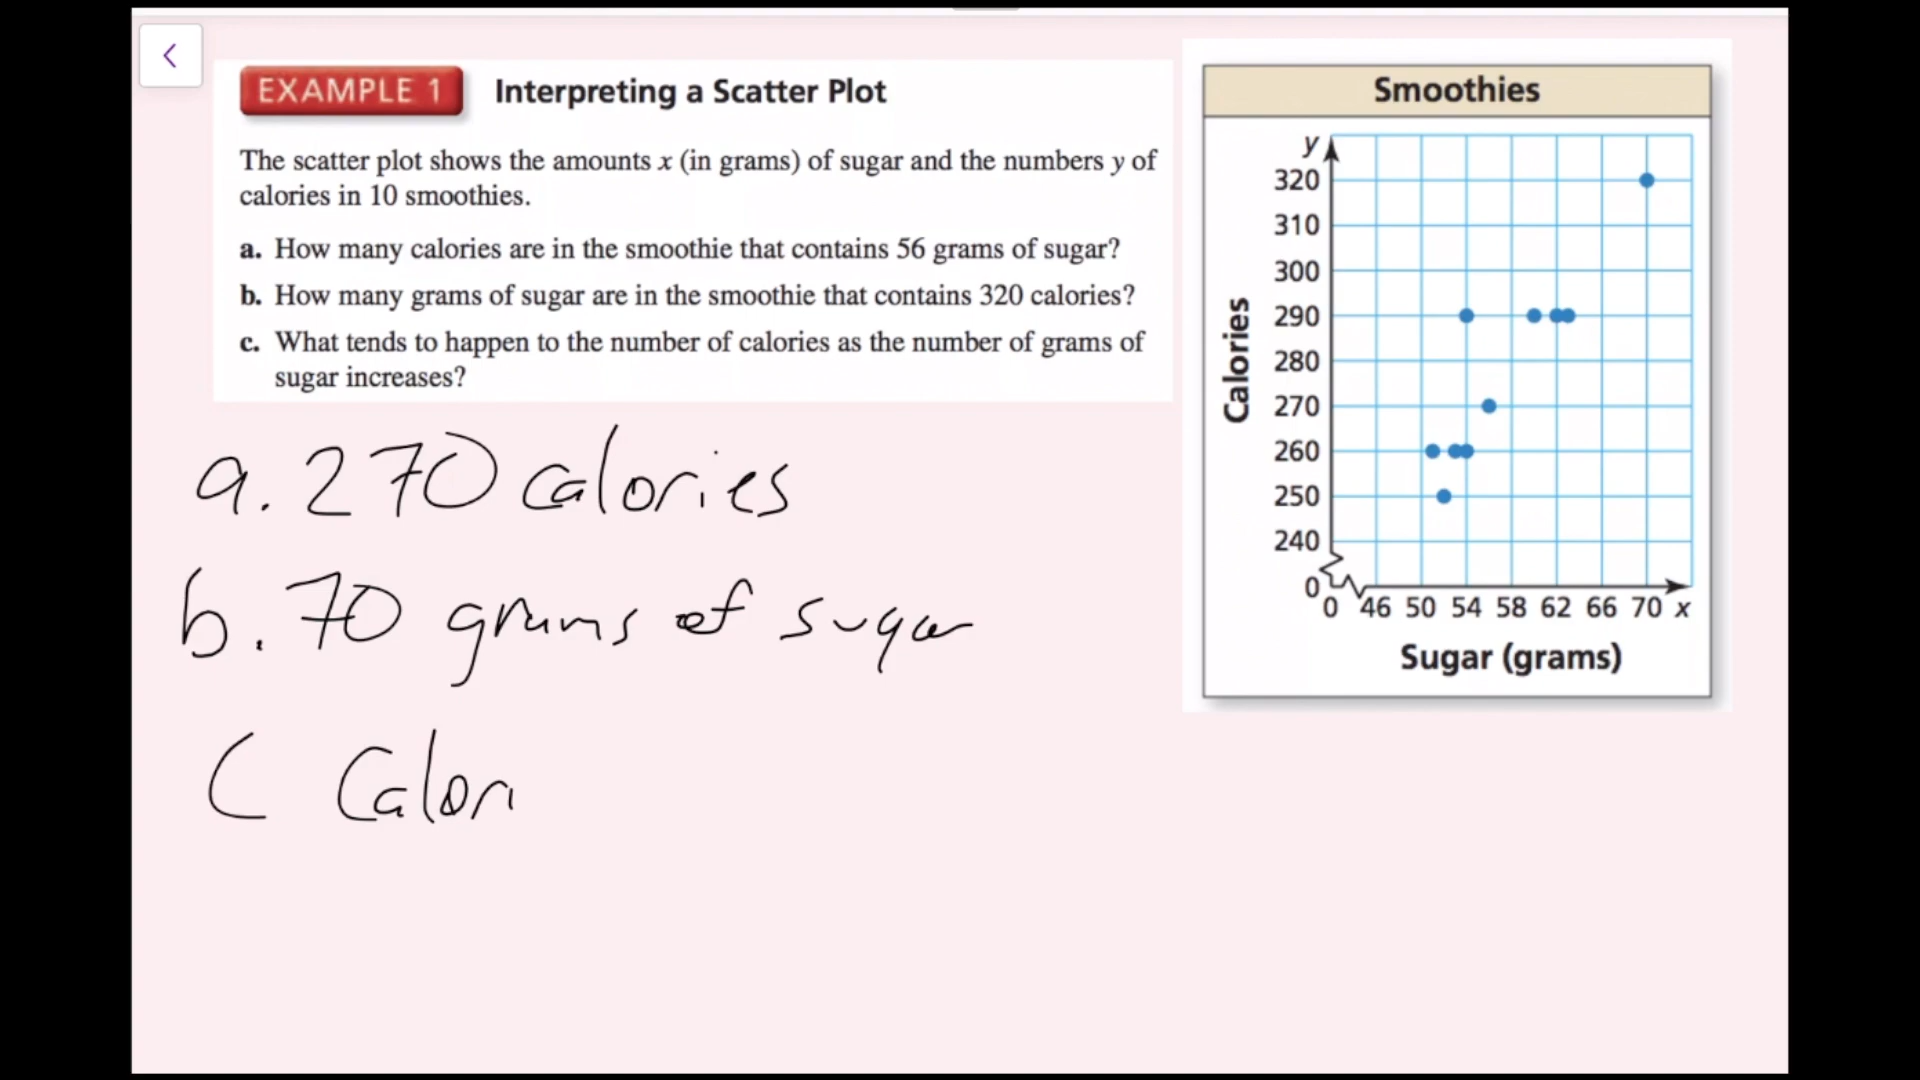 EXAMPLE 1 Interpreting a Scatter Plot
The scatter plot shows the amounts x (in grams) of sugar and the numbers y of
calories in 10 smoothies.
a. How many calories are in the smoothie that contains 56 grams of sugar?
b. How many grams of sugar are in the smoothie that contains 320 calories?
c. What tends to happen to the number of calories as the number of grams of
sugar increases?
a. 270 calories
b. 70 grams of sugar
C Calori
Smoothies
y
320
310
300
290
280
270
260
250
240
0
Calories
0 46 50 54 58 62 66 70 x
Sugar (grams)